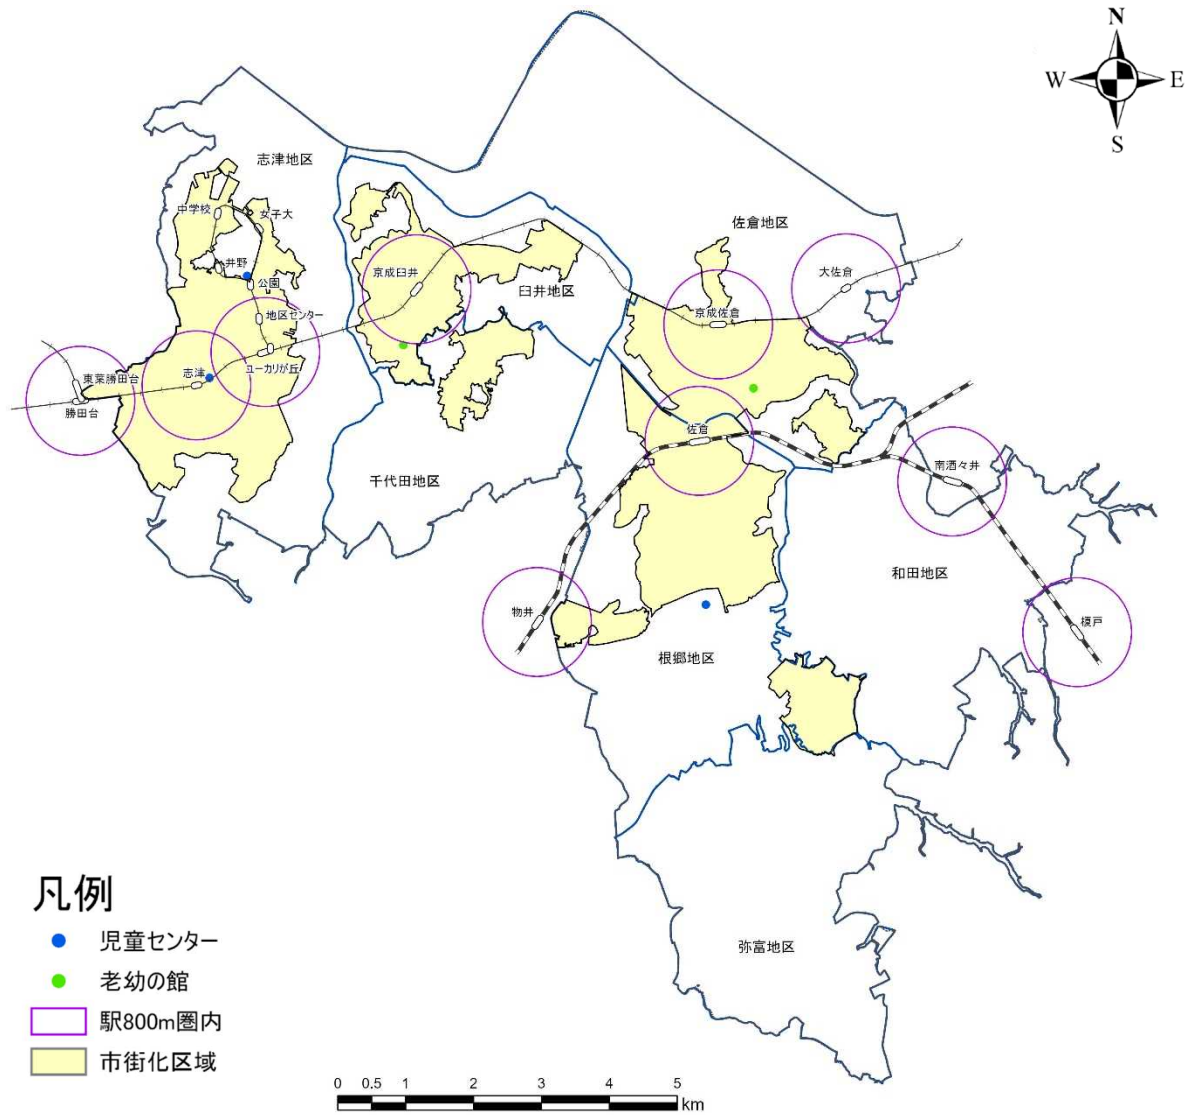 N
W
E
S
志津地区
中学校
女子大
井野
公園
地区センター
ユーカリが丘
志津
東葉勝田台
勝田台
京成臼井
臼井地区
千代田地区
佐倉地区
大佐倉
京成佐倉
佐倉
南酒々井
和田地区
榎戸
物井
根郷地区
弥富地区
凡例
児童センター
老幼の館
駅800m圏内
市街化区域
0 0.5 1 2 3 4 5
km